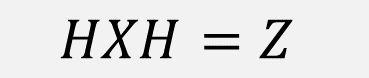 HXH = Z